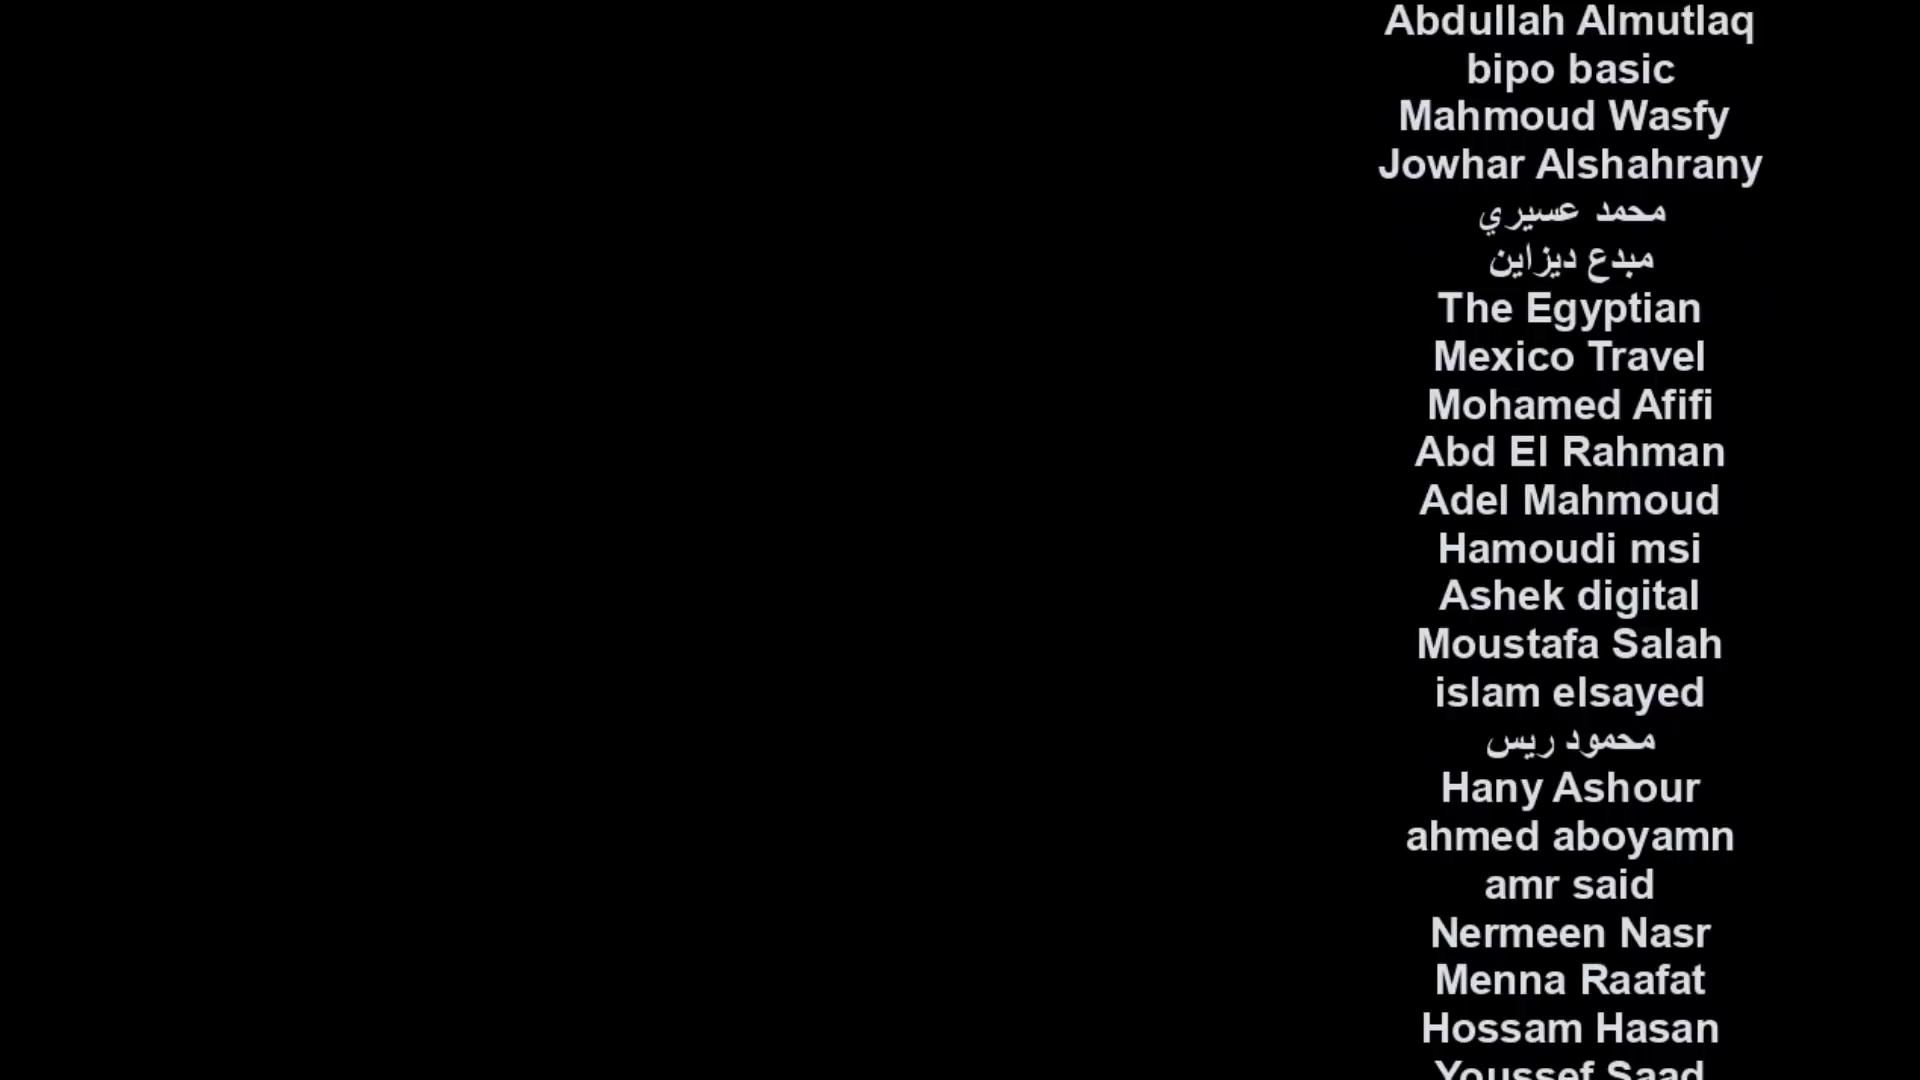 Abdullah Almutlaq
bipo basic
Mahmoud Wasfy
Jowhar Alshahrany
محمد عسيري
مبدع ديزاين
The Egyptian
Mexico Travel
Mohamed Afifi
Abd El Rahman
Adel Mahmoud
Hamoudi msi
Ashek digital
Moustafa Salah
islam elsayed
محمود ريس
Hany Ashour
ahmed aboyamn
amr said
Nermeen Nasr
Menna Raafat
Hossam Hasan
Youssef Saad